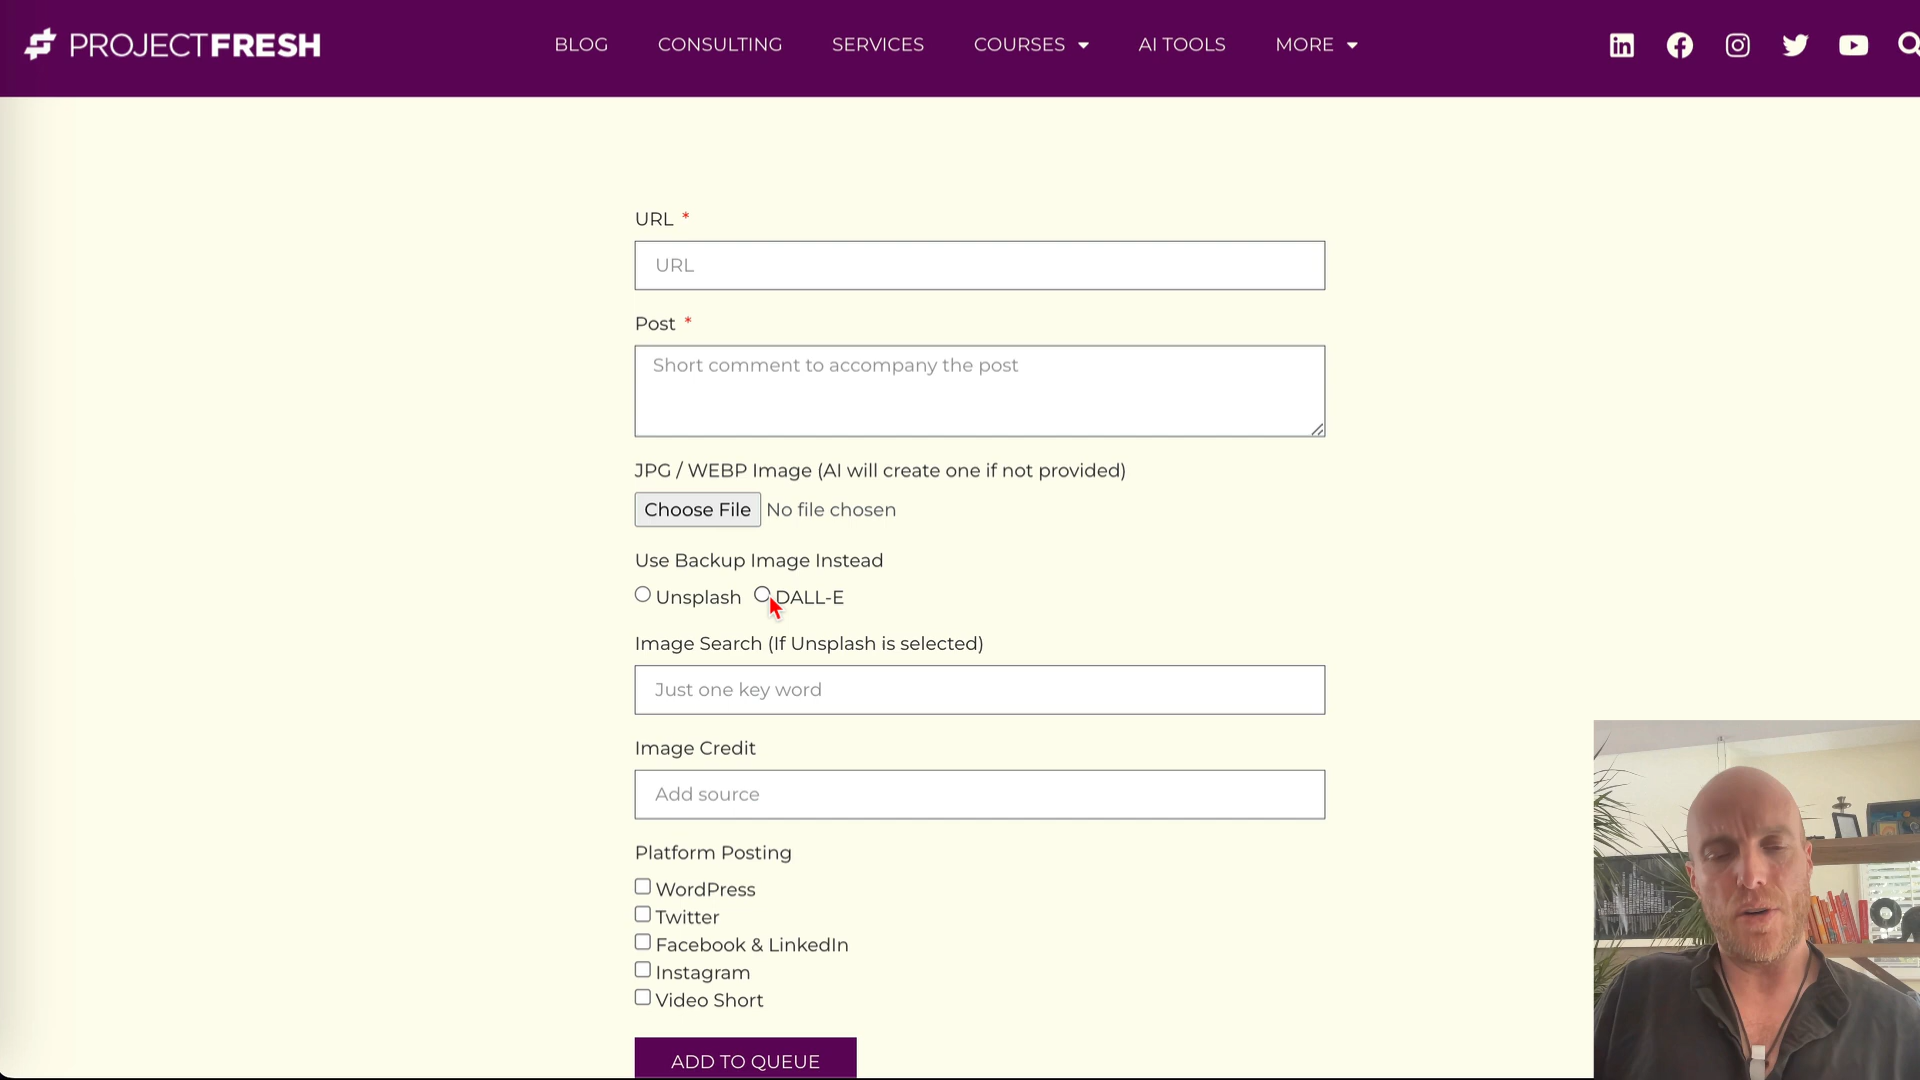 PROJECTFRESH
BLOG CONSULTING SERVICES COURSES AI TOOLS MORE
URL *
URL
Post *
Short comment to accompany the post
JPG / WEBP Image (AI will create one if not provided)
Choose File No file chosen
Use Backup Image Instead
Unsplash DALL-E
Image Search (If Unsplash is selected)
Just one key word
Image Credit
Add source
Platform Posting
WordPress
Twitter
Facebook & LinkedIn
Instagram
Video Short
ADD TO QUEUE